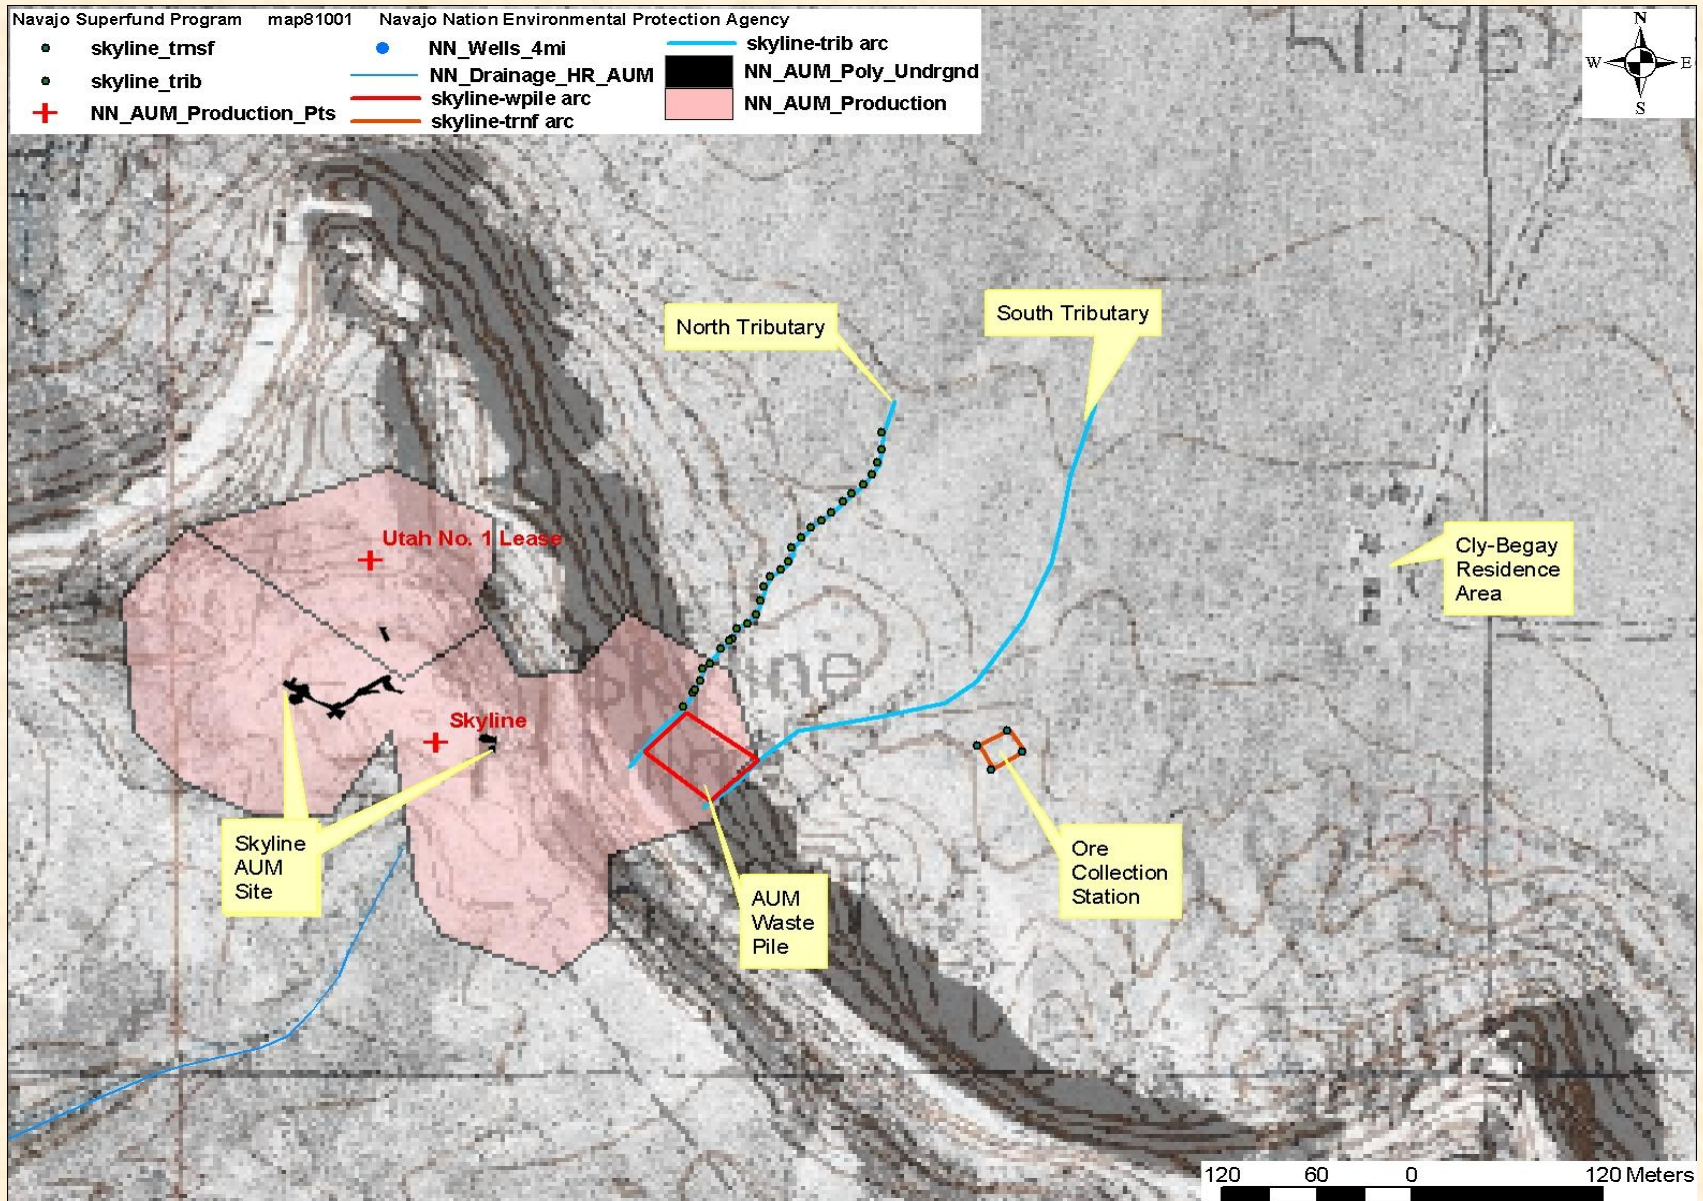 Navajo Superfund Program map81001 Navajo Nation Environmental Protection Agency
skyline_trnsf
skyline_trib
NN_AUM_Production_Pts
NN_Wells_4mi
NN_Drainage_HR_AUM
skyline-wpile arc
skyline-trnf arc
skyline-trib arc
NN_AUM_Poly_Undrgnd
NN_AUM_Production
N
W E
S
North Tributary
South Tributary
Utah No. 1 Lease
Cly-Begay
Residence
Area
Skyline
Skyline
Skyline
AUM
Site
AUM
Waste
Pile
Ore
Collection
Station
120 60 0 120 Meters